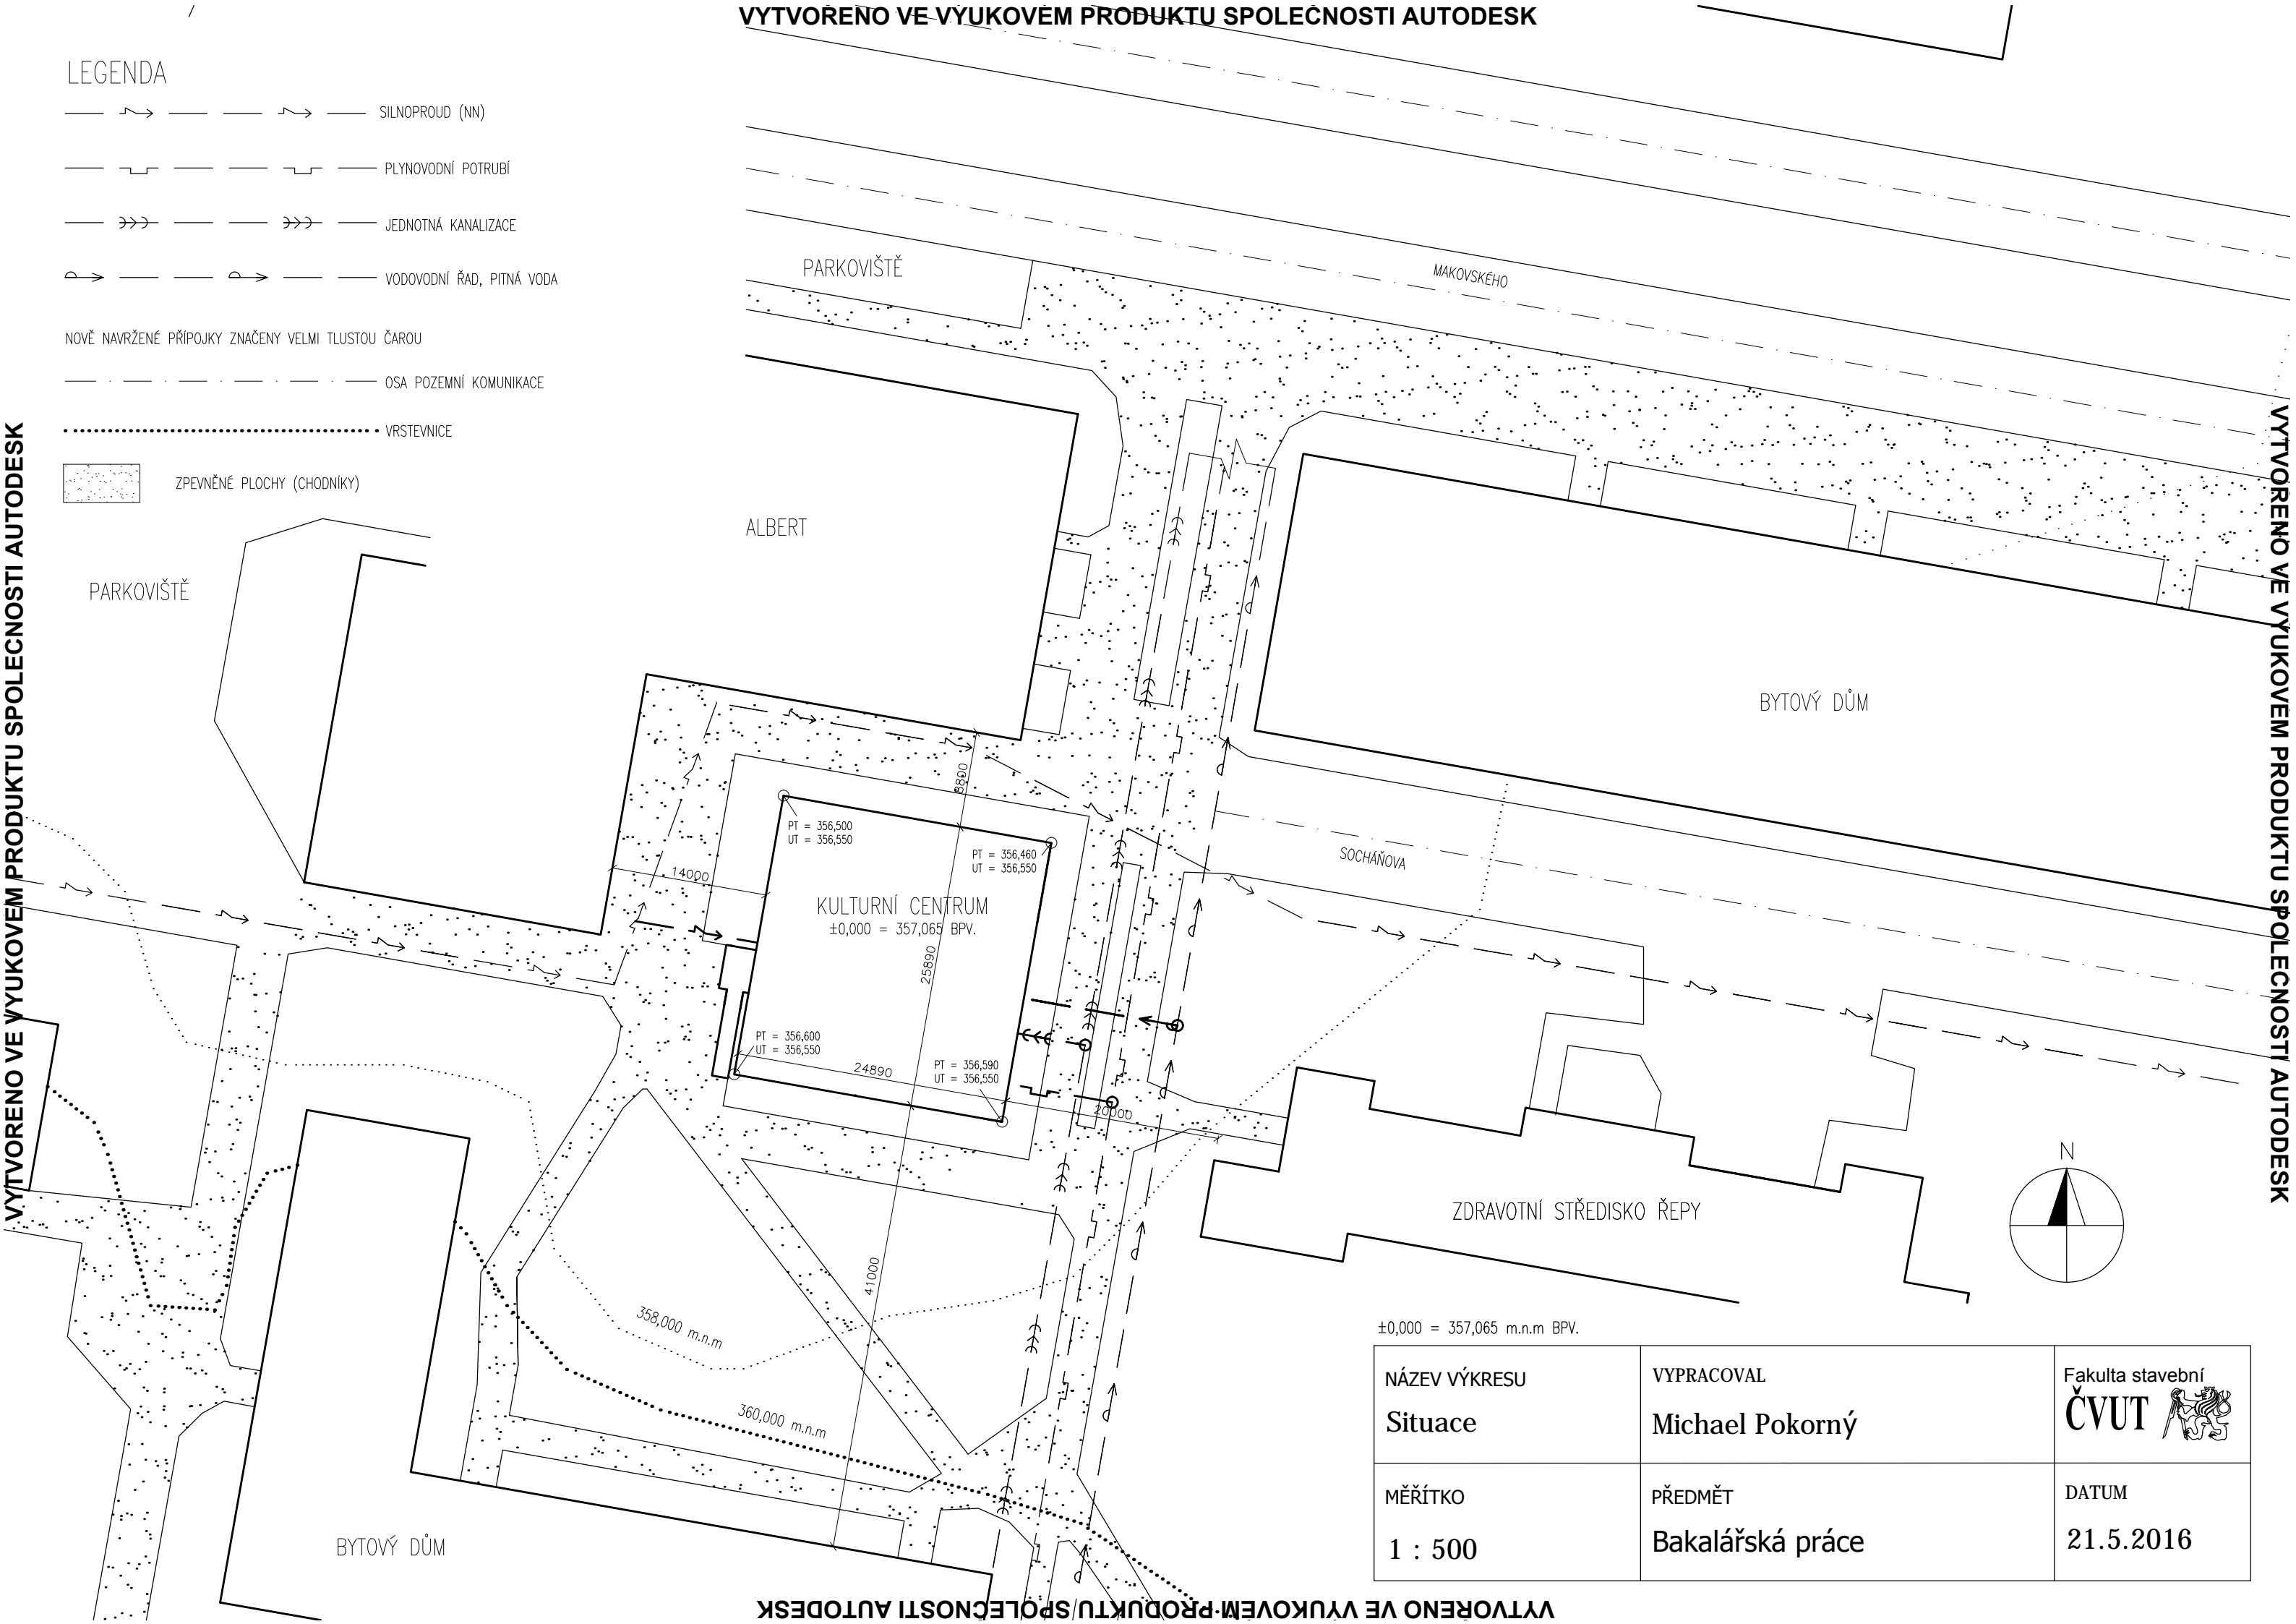 VYTVOŘENO VE VÝUKOVÉM PRODUKTU SPOLEČNOSTI AUTODESK
LEGENDA
SILNOPROUD (NN)
PLYNOVODNÍ POTRUBÍ
JEDNOTNÁ KANALIZACE
VODOVODNÍ ŘAD, PITNÁ VODA
NOVĚ NAVRŽENÉ PŘÍPOJKY ZNAČENY VELMI TLUSTOU ČAROU
OSA POZEMNÍ KOMUNIKACE
VRSTEVNICE
ZPEVNĚNÉ PLOCHY (CHODNÍKY)
PARKOVIŠTĚ
MAKOVSKÉHO
VYTVOŘENO VE VÝUKOVÉM PRODUKTU SPOLEČNOSTI AUTODESK
VYTVOŘENO VE VÝUKOVÉM PRODUKTU SPOLEČNOSTI AUTODESK
ALBERT
PARKOVIŠTĚ
BYTOVÝ DŮM
8800
PT = 356,500
UT = 356,550
PT = 356,460
UT = 356,550
SOCHÁŇOVA
14000
KULTURNÍ CENTRUM
±0,000 = 357,065 BPV.
25890
PT = 356,600
UT = 356,550
24890
PT = 356,590
UT = 356,550
20000
N
ZDRAVOTNÍ STŘEDISKO ŘEPY
41000
358,000 m.n.m
360,000 m.n.m
BYTOVÝ DŮM
±0,000 = 357,065 m.n.m BPV.
NÁZEV VÝKRESU
Situace
VYPRACOVAL
Michael Pokorný
Fakulta stavební
ČVUT
MĚŘÍTKO
1 : 500
PŘEDMĚT
Bakalářská práce
DATUM
21.5.2016
VYTVOŘENO VE VÝUKOVÉM PRODUKTU SPOLEČNOSTI AUTODESK